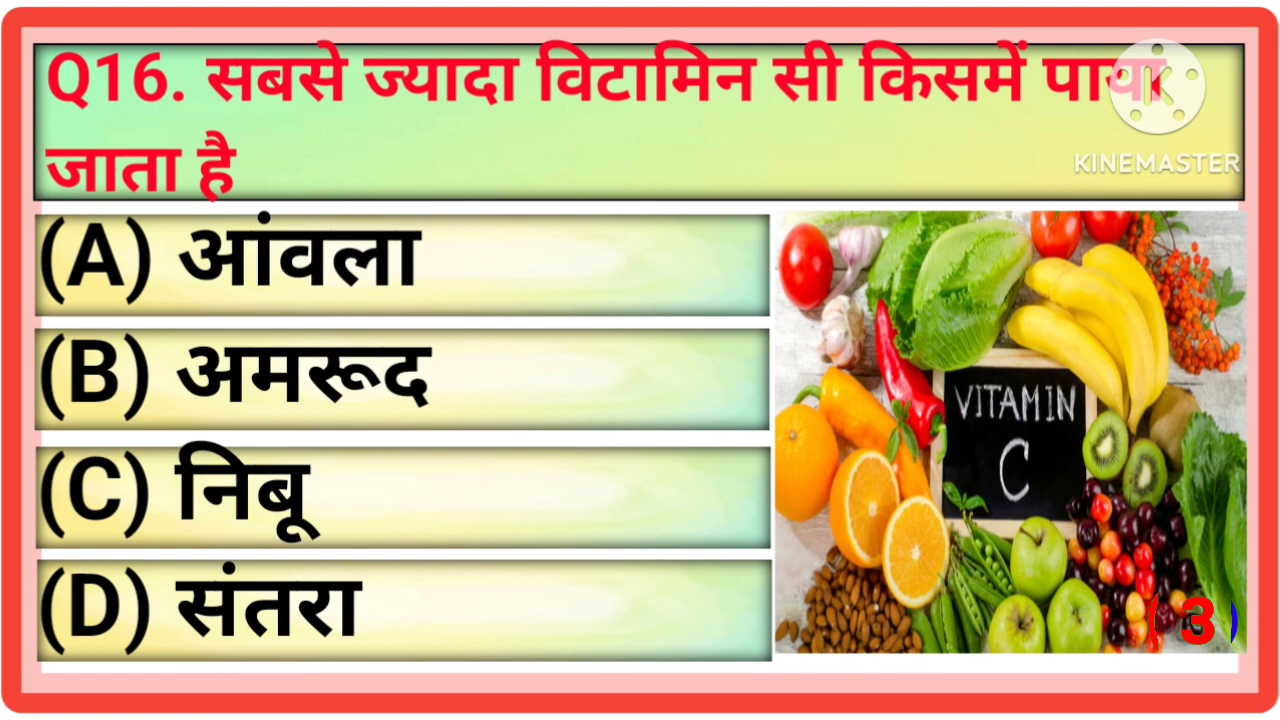 Q16. सबसे ज्यादा विटामिन सी किसमें पाया
जाता है
K
KINEMASTER
(A) आंवला
(B) अमरूद
(C) निबू
(D) संतरा
VITAMIN
C
(3)